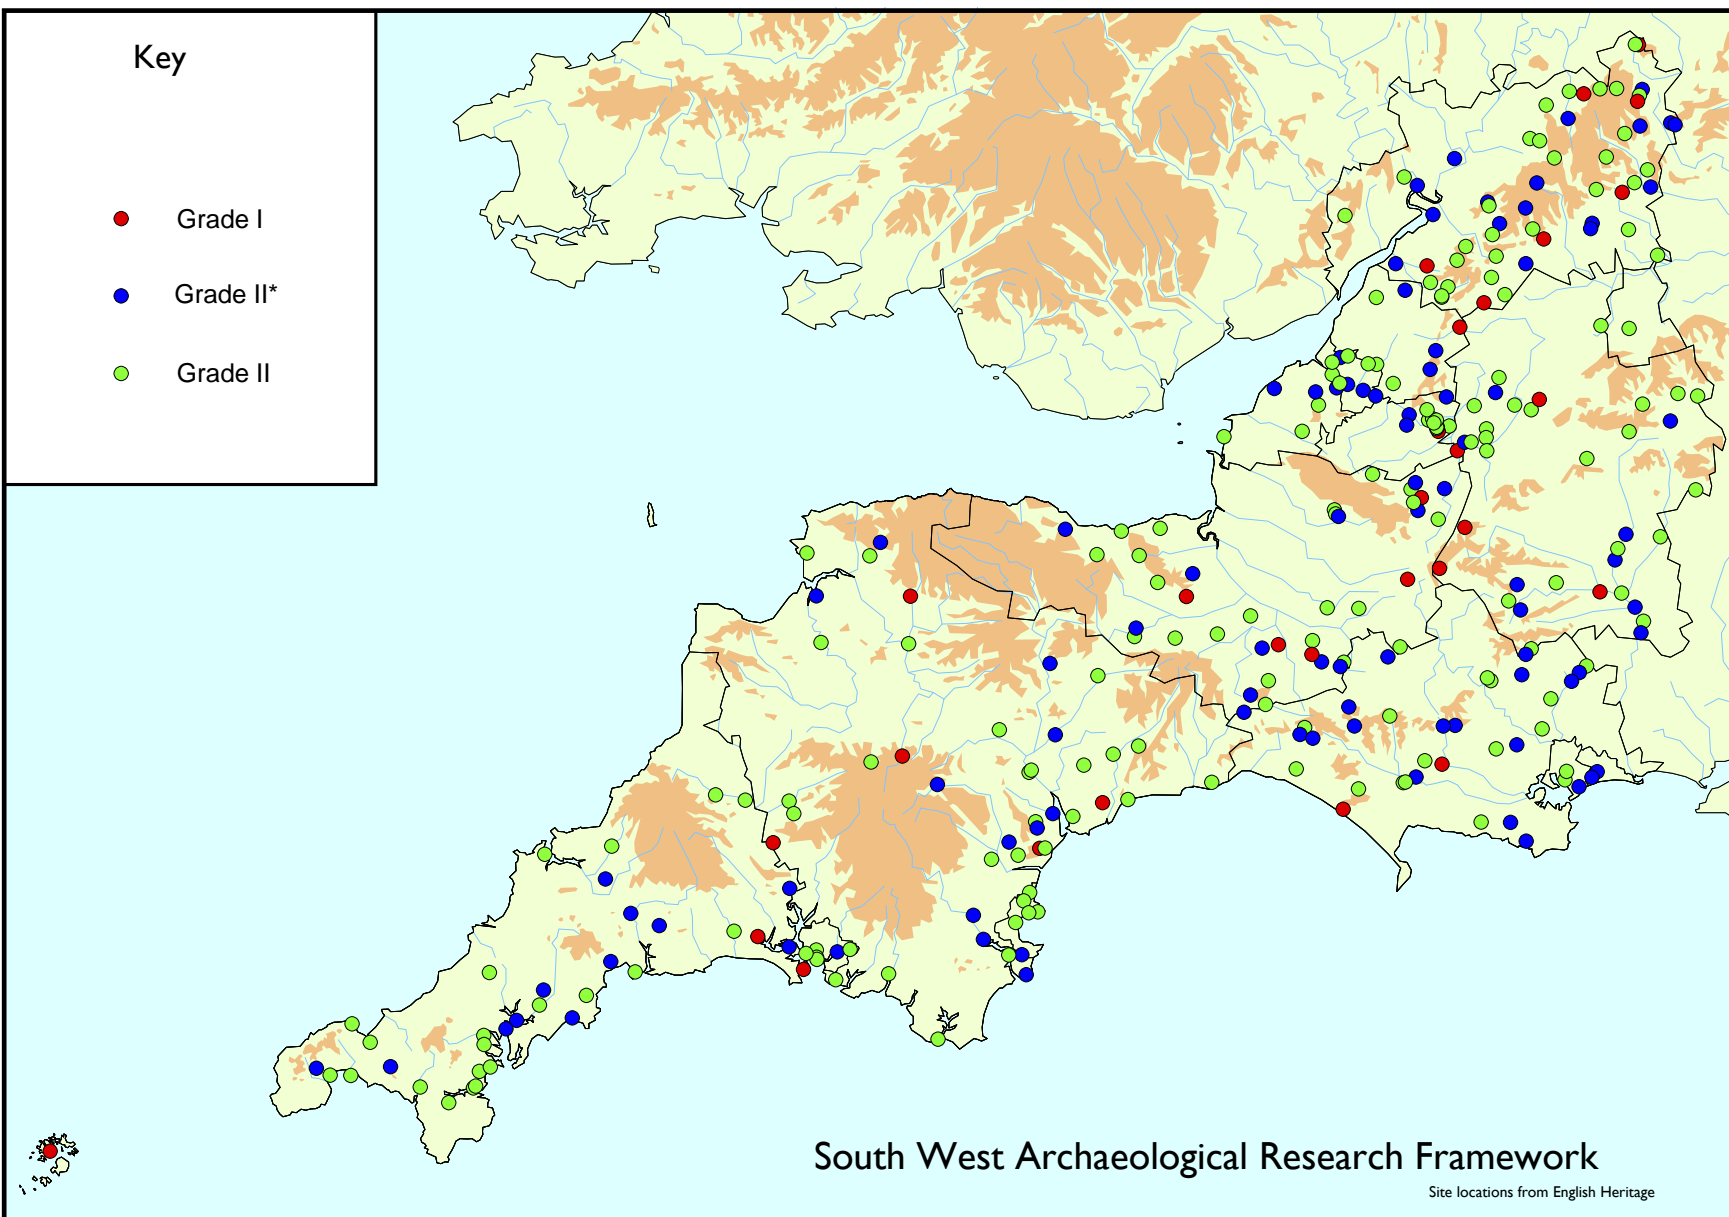 Key
Grade I
Grade II*
Grade II
South West Archaeological Research Framework
Site locations from English Heritage